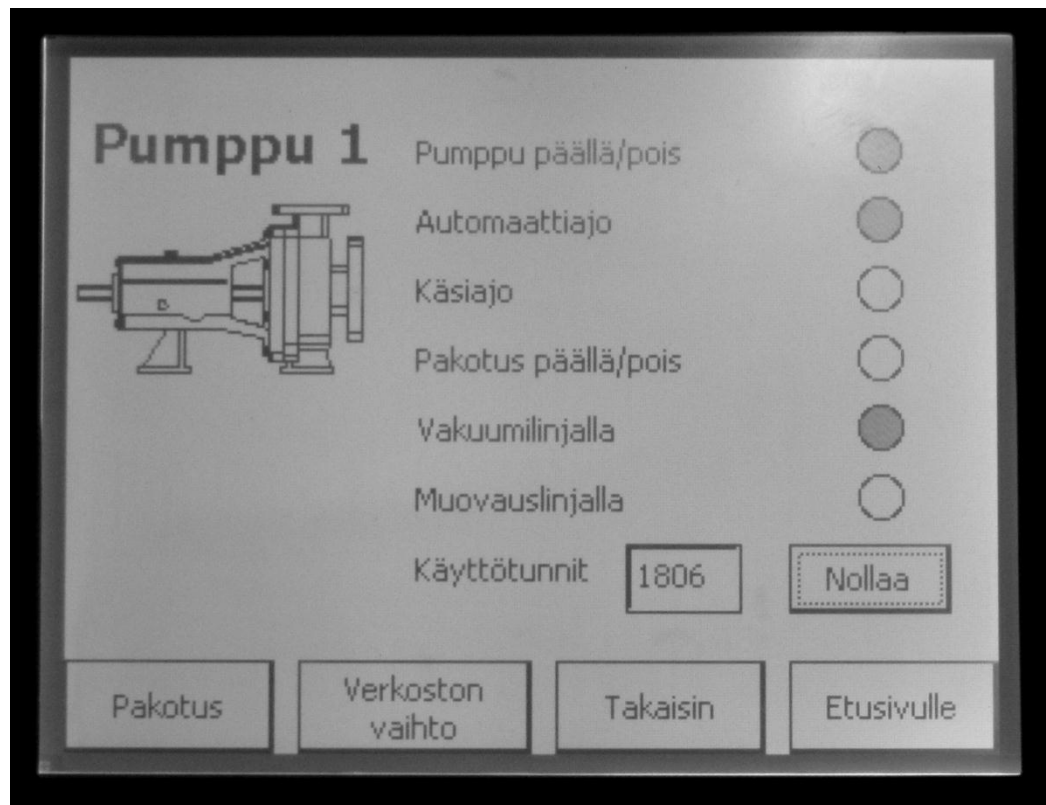 Pumppu 1
Pumppu päällä/pois
Automaattiajo
Käsiajo
Pakotus päällä/pois
Vakuumilinjalla
Muovauslinjalla
Käyttötunnit 1806 Nollaa
Pakotus
Verkoston
vaihto
Takaisin
Etusivulle